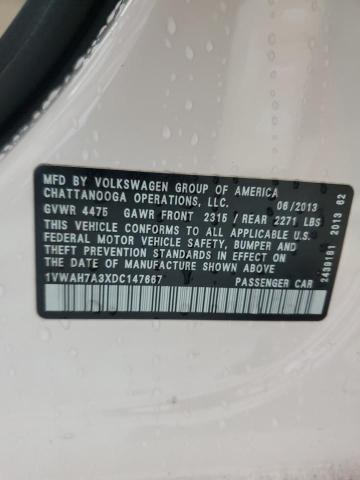 MFD BY VOLKSWAGEN GROUP OF AMERICA
CHATTANOOGA OPERATIONS, LLC. 06/2013
GVWR 4475 GAWR FRONT 2315 / REAR 2271 LBS
THIS VEHICLE CONFORMS TO ALL APPLICABLE U.S.
FEDERAL MOTOR VEHICLE SAFETY, BUMPER AND
THEFT PREVENTION STANDARDS IN EFFECT ON
THE DATE OF MANUFACTURE SHOWN ABOVE.
1VWAH7A3XDC147667 PASSENGER CAR
2439161 2013 62